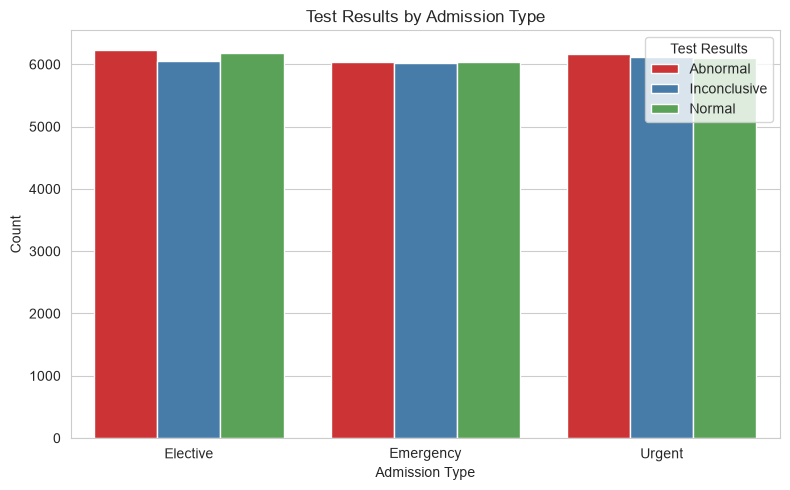 Test Results by Admission Type
Test Results
Abnormal
Inconclusive
Normal
6000
5000
4000
3000
2000
1000
0
Count
Elective
Emergency
Urgent
Admission Type